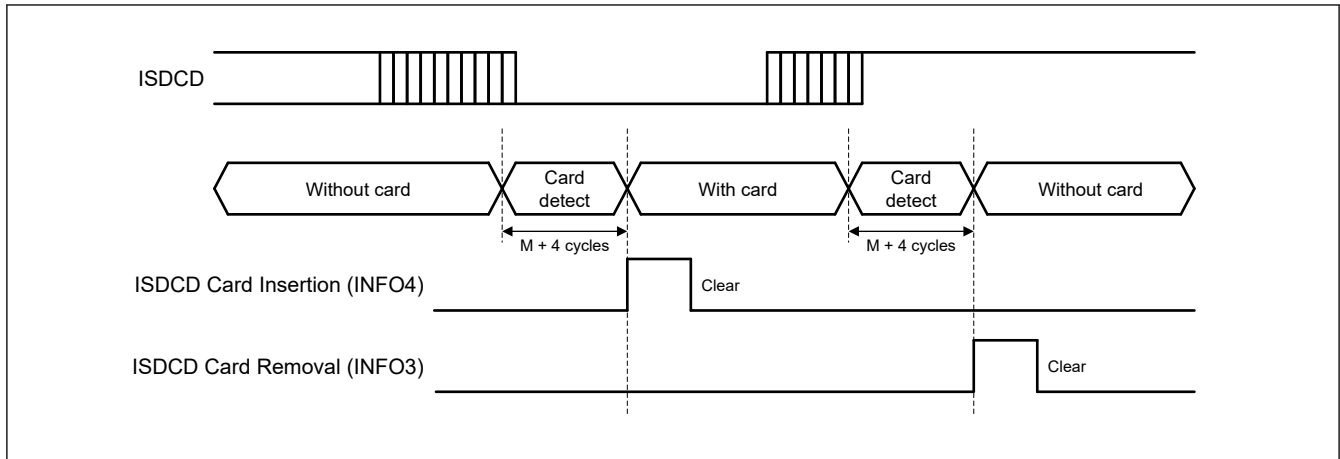 ISDCD
Without card
Card
detect
With card
Card
detect
Without card
M + 4 cycles
M + 4 cycles
ISDCD Card Insertion (INFO4)
Clear
ISDCD Card Removal (INFO3)
Clear